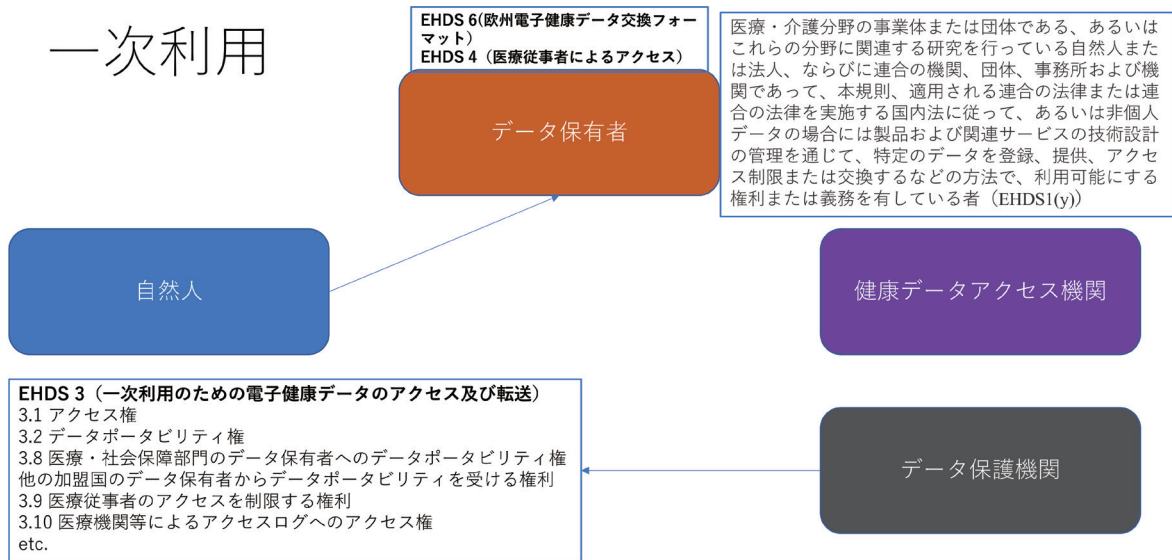 一次利用
EHDS 6(欧州電子健康データ交換フォー
マット)
EHDS 4（医療従事者によるアクセス）
データ保有者
医療・介護分野の事業体または団体である、あるいは
これらの分野に関連する研究を行っている自然人また
は法人、ならびに連合の機関、団体、事務所および機
関であって、本規則、適用される連合の法律または連
合の法律を実施する国内法に従って、あるいは非個人
データの場合には製品および関連サービスの技術設計
の管理を通じて、特定のデータを登録、提供、アクセ
ス制限または交換するなどの方法で、利用可能にする
権利または義務を有している者（EHDS1(y)）
自然人
健康データアクセス機関
EHDS 3（一次利用のための電子健康データのアクセス及び転送）
3.1 アクセス権
3.2 データポータビリティ権
3.8 医療・社会保障部門のデータ保有者へのデータポータビリティ権
他の加盟国のデータ保有者からデータポータビリティを受ける権利
3.9 医療従事者のアクセスを制限する権利
3.10 医療機関等によるアクセスログへのアクセス権
etc.
データ保護機関